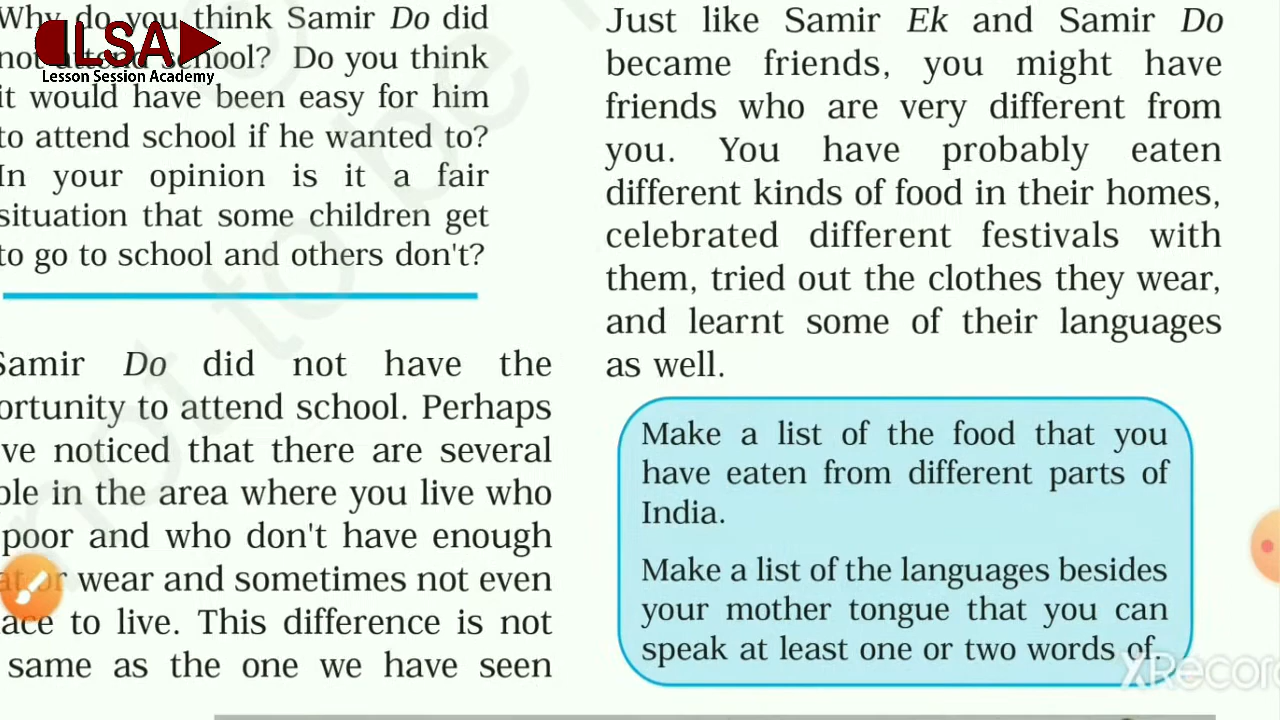 LSA
Lesson Session Academy
Why do you think Samir Do did
not attend school? Do you think
it would have been easy for him
to attend school if he wanted to?
In your opinion is it a fair
situation that some children get
to go to school and others don't?
Samir Do did not have the
ortunity to attend school. Perhaps
ve noticed that there are several
ple in the area where you live who
poor and who don't have enough
at or wear and sometimes not even
lace to live. This difference is not
same as the one we have seen
Just like Samir Ek and Samir Do
became friends, you might have
friends who are very different from
you. You have probably eaten
different kinds of food in their homes,
celebrated different festivals with
them, tried out the clothes they wear,
and learnt some of their languages
as well.
Make a list of the food that you
have eaten from different parts of
India.
Make a list of the languages besides
your mother tongue that you can
speak at least one or two words of.
XRecor
not to be